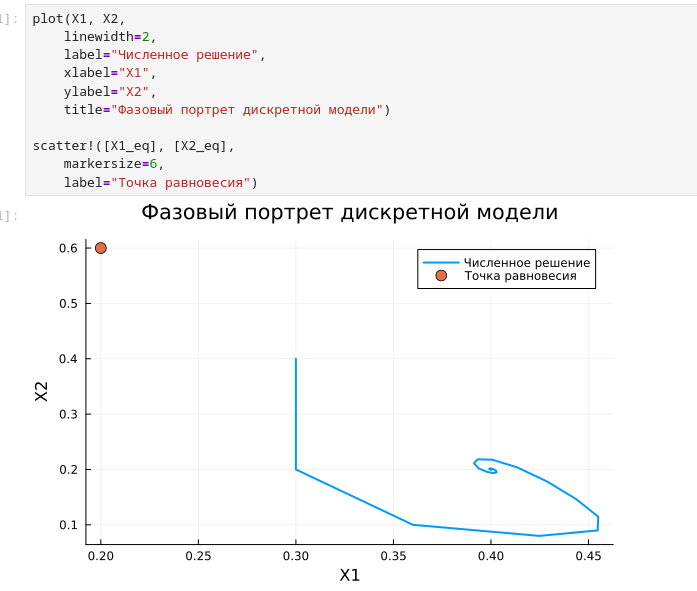 1]:
plot(X1, X2,
linewidth=2,
label="Численное решение",
xlabel="X1",
ylabel="X2",
title="Фазовый портрет дискретной модели")
scatter!([X1_eq], [X2_eq],
markersize=6,
label="Точка равновесия")
1]:
Фазовый портрет дискретной модели
Численное решение
Точка равновесия
X2
0.6
0.5
0.4
0.3
0.2
0.1
0.20 0.25 0.30 0.35 0.40 0.45
X1